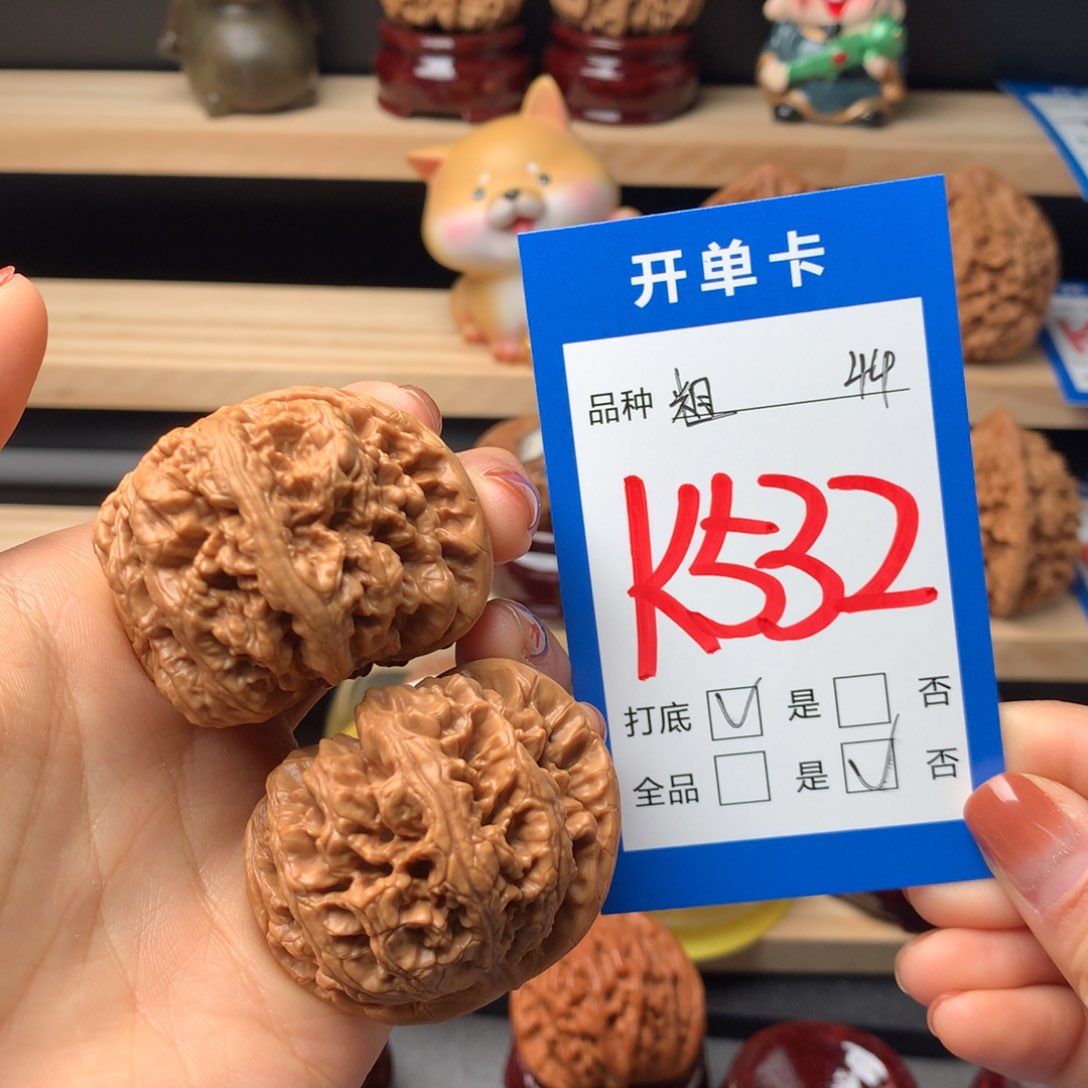 开单卡
品种 粗 44
K532
打底 ☑ 是 ☐ 否
全品 ☐ 是 ☑ 否